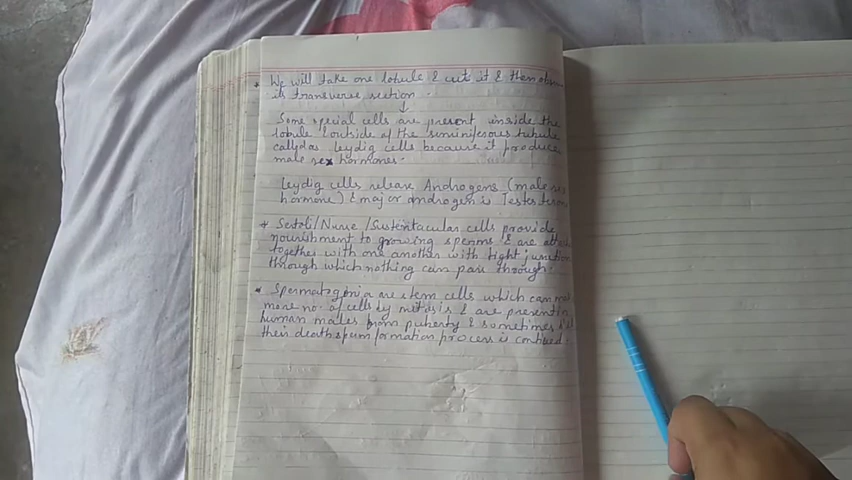 * We will take one lobule & cut it & then observe
its transverse section.
↓
Some special cells are present inside the
lobule & outside of the seminiferous tubule
called as leydig cells because it produces
male sex hormones.
Leydig cells release Androgens (male sex
hormone) & major androgen is Testosteron
* Sertoli/Nurse/Sustentacular cells provide
nourishment to growing sperms & are
together with one another with tight junction
through which nothing can pass through.
* Spermatogonia are stem cells which can
more no. of cells by mitosis & are present in
human males from puberty & sometimes till
their death sperm formation process is continued.